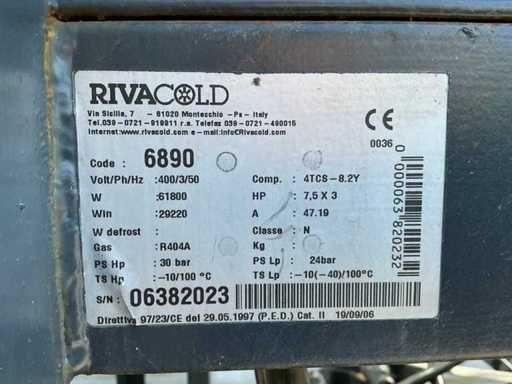 RIVACOLD
Via Sicilia, 7 - 61020 Montecchio -Ps- Italy
Tel.039-0721-919911 r.a. Telefax 039-0721-490015
Internet:www.rivacold.com e-mail:info@rivacold.com
CE
0036
Code : 6890
Volt/Ph/Hz :400/3/50 Comp. : 4TCS-8.2Y
W :61800 HP : 7,5 X 3
Win :29220 A : 47.19
W defrost : Classe : N
Gas :R404A Kg :
PS Hp : 30 bar PS Lp : 24bar
TS Hp : -10/100 °C TS Lp : -10(-40)/100°C
S/N : 06382023
0 000063 820232
Direttiva 97/23/CE del 29.05.1997 (P.E.D.) Cat. II 19/09/06